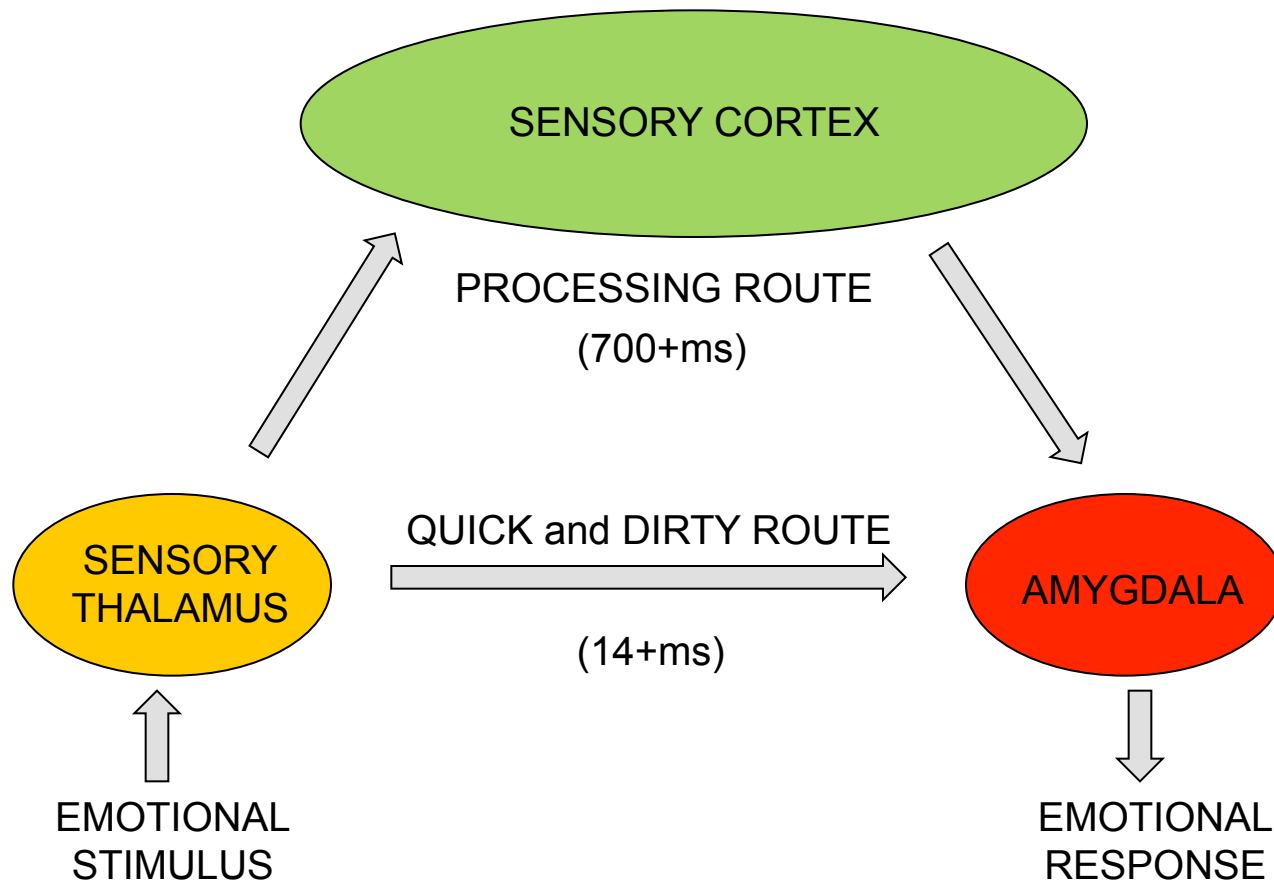 SENSORY CORTEX
PROCESSING ROUTE
(700+ms)
QUICK and DIRTY ROUTE
(14+ms)
SENSORY
THALAMUS
AMYGDALA
EMOTIONAL
STIMULUS
EMOTIONAL
RESPONSE